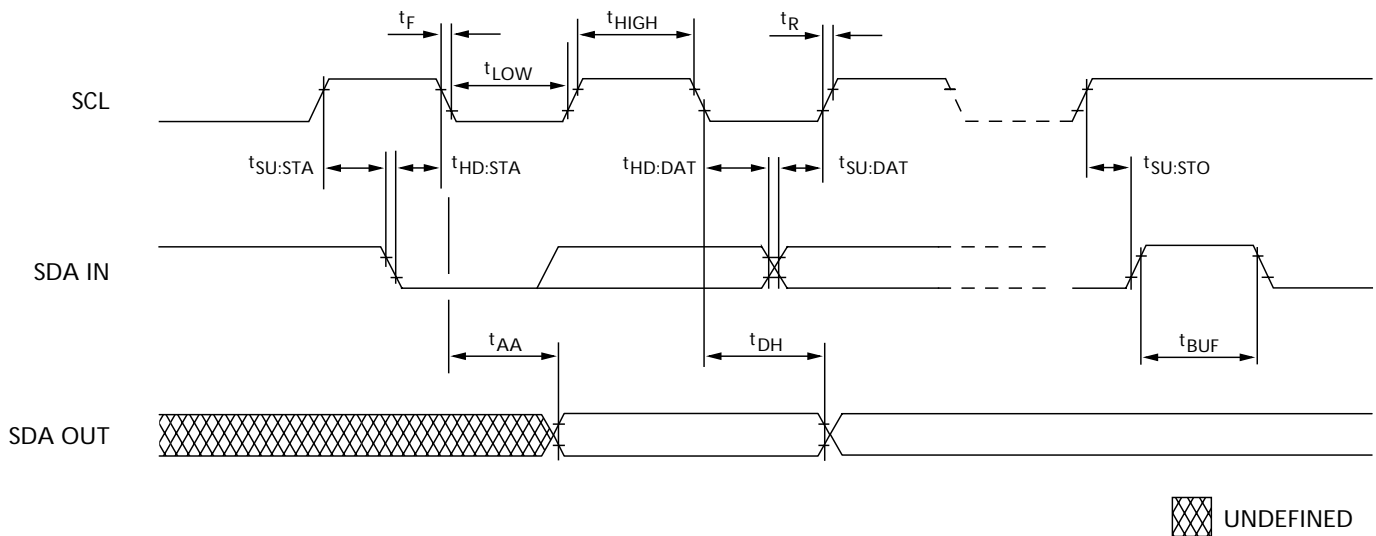 tF
tHIGH
tR
tLOW
SCL
tSU:STA
tHD:STA
tHD:DAT
tSU:DAT
tSU:STO
SDA IN
tAA
tDH
tBUF
SDA OUT
UNDEFINED